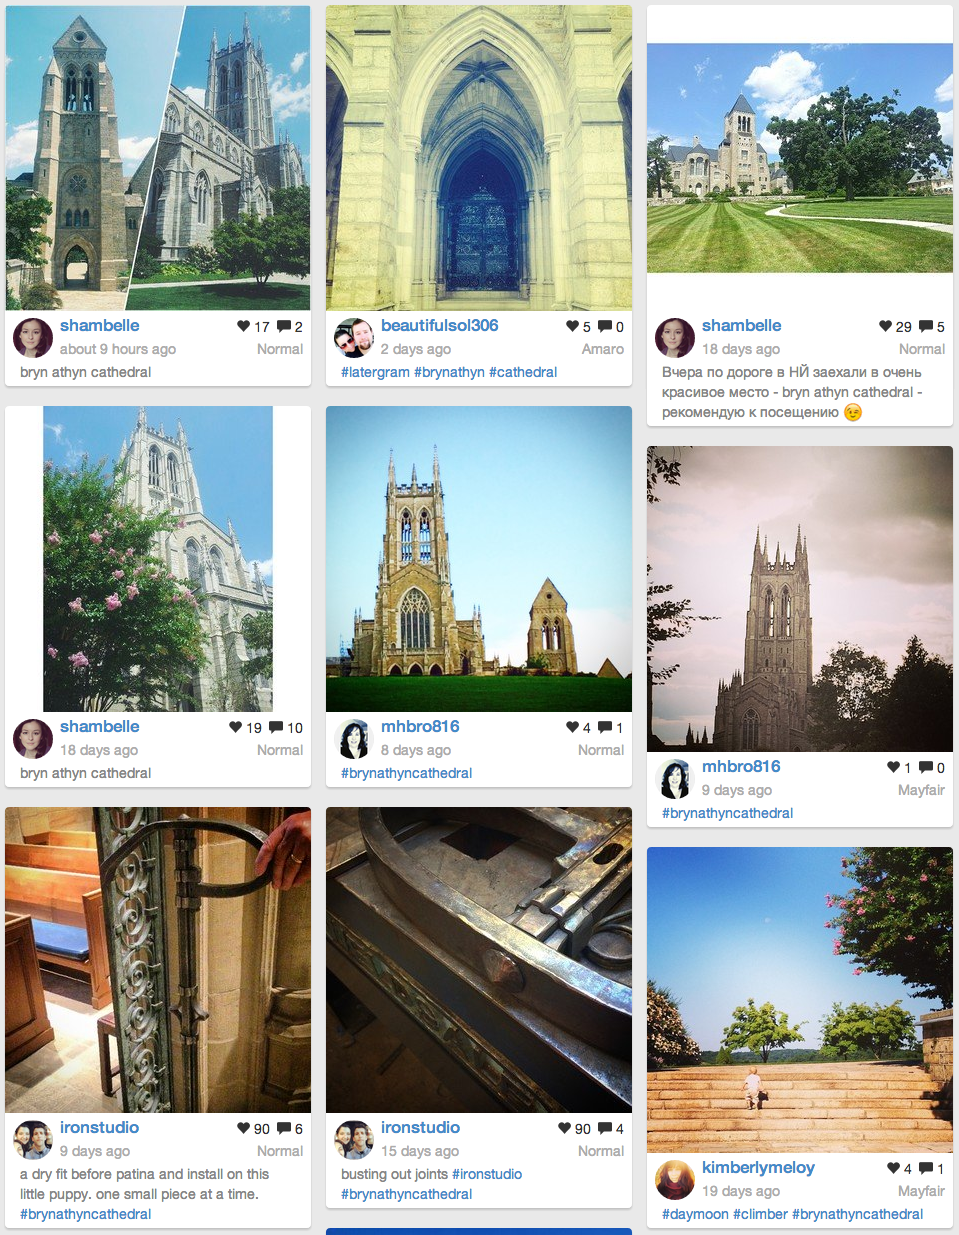 shambelle
17 2
about 9 hours ago
Normal
bryn athyn cathedral
beautifulsol306
5 0
2 days ago
Amaro
#latergram #brynathyn #cathedral
shambelle
29 5
18 days ago
Normal
Вчера по дороге в НЙ заехали в очень
красивое место - bryn athyn cathedral -
рекомендую к посещению 😉
shambelle
19 10
18 days ago
Normal
bryn athyn cathedral
mhbro816
4 1
8 days ago
Normal
#brynathyncathedral
mhbro816
1 0
9 days ago
Mayfair
#brynathyncathedral
ironstudio
90 6
9 days ago
Normal
a dry fit before patina and install on this
little puppy. one small piece at a time.
#brynathyncathedral
ironstudio
90 4
15 days ago
Normal
busting out joints #ironstudio
#brynathyncathedral
kimberlymeloy
4 1
19 days ago
Mayfair
#daymoon #climber #brynathyncathedral